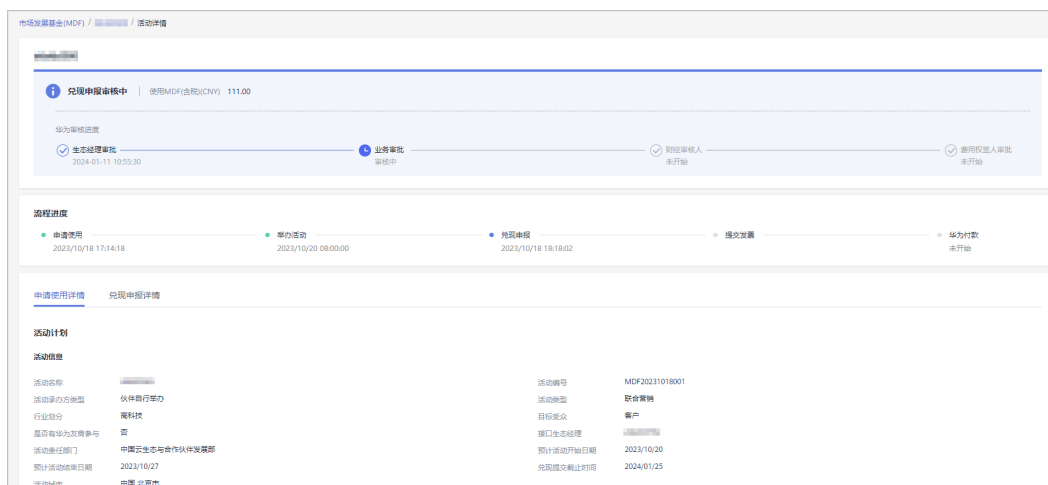 市场发展基金(MDF) / / 活动详情
兑现申报审核中 使用MDF(含税)(CNY) 111.00
华为审核进度
生态经理审批 业务审批 财经审核人 费用权签人审批
2024-01-11 10:55:30 审核中 未开始 未开始
流程进度
申请使用 举办活动 兑现申报 提交发票 华为付款
2023/10/18 17:14:18 2023/10/20 08:00:00 2023/10/18 18:18:02 未开始
申请使用详情 兑现申报详情
活动计划
活动信息
活动名称 活动编号 MDF20231018001
活动承办方类型 伙伴自行举办 活动类型 联合营销
行业划分 高科技 目标受众 客户
是否有华为友商参与 否 接口生态经理
活动责任部门 中国云生态与合作伙伴发展部 预计活动开始日期 2023/10/20
预计活动结束日期 2023/10/27 兑现提交截止时间 2024/01/25
活动城市 中国 北京市